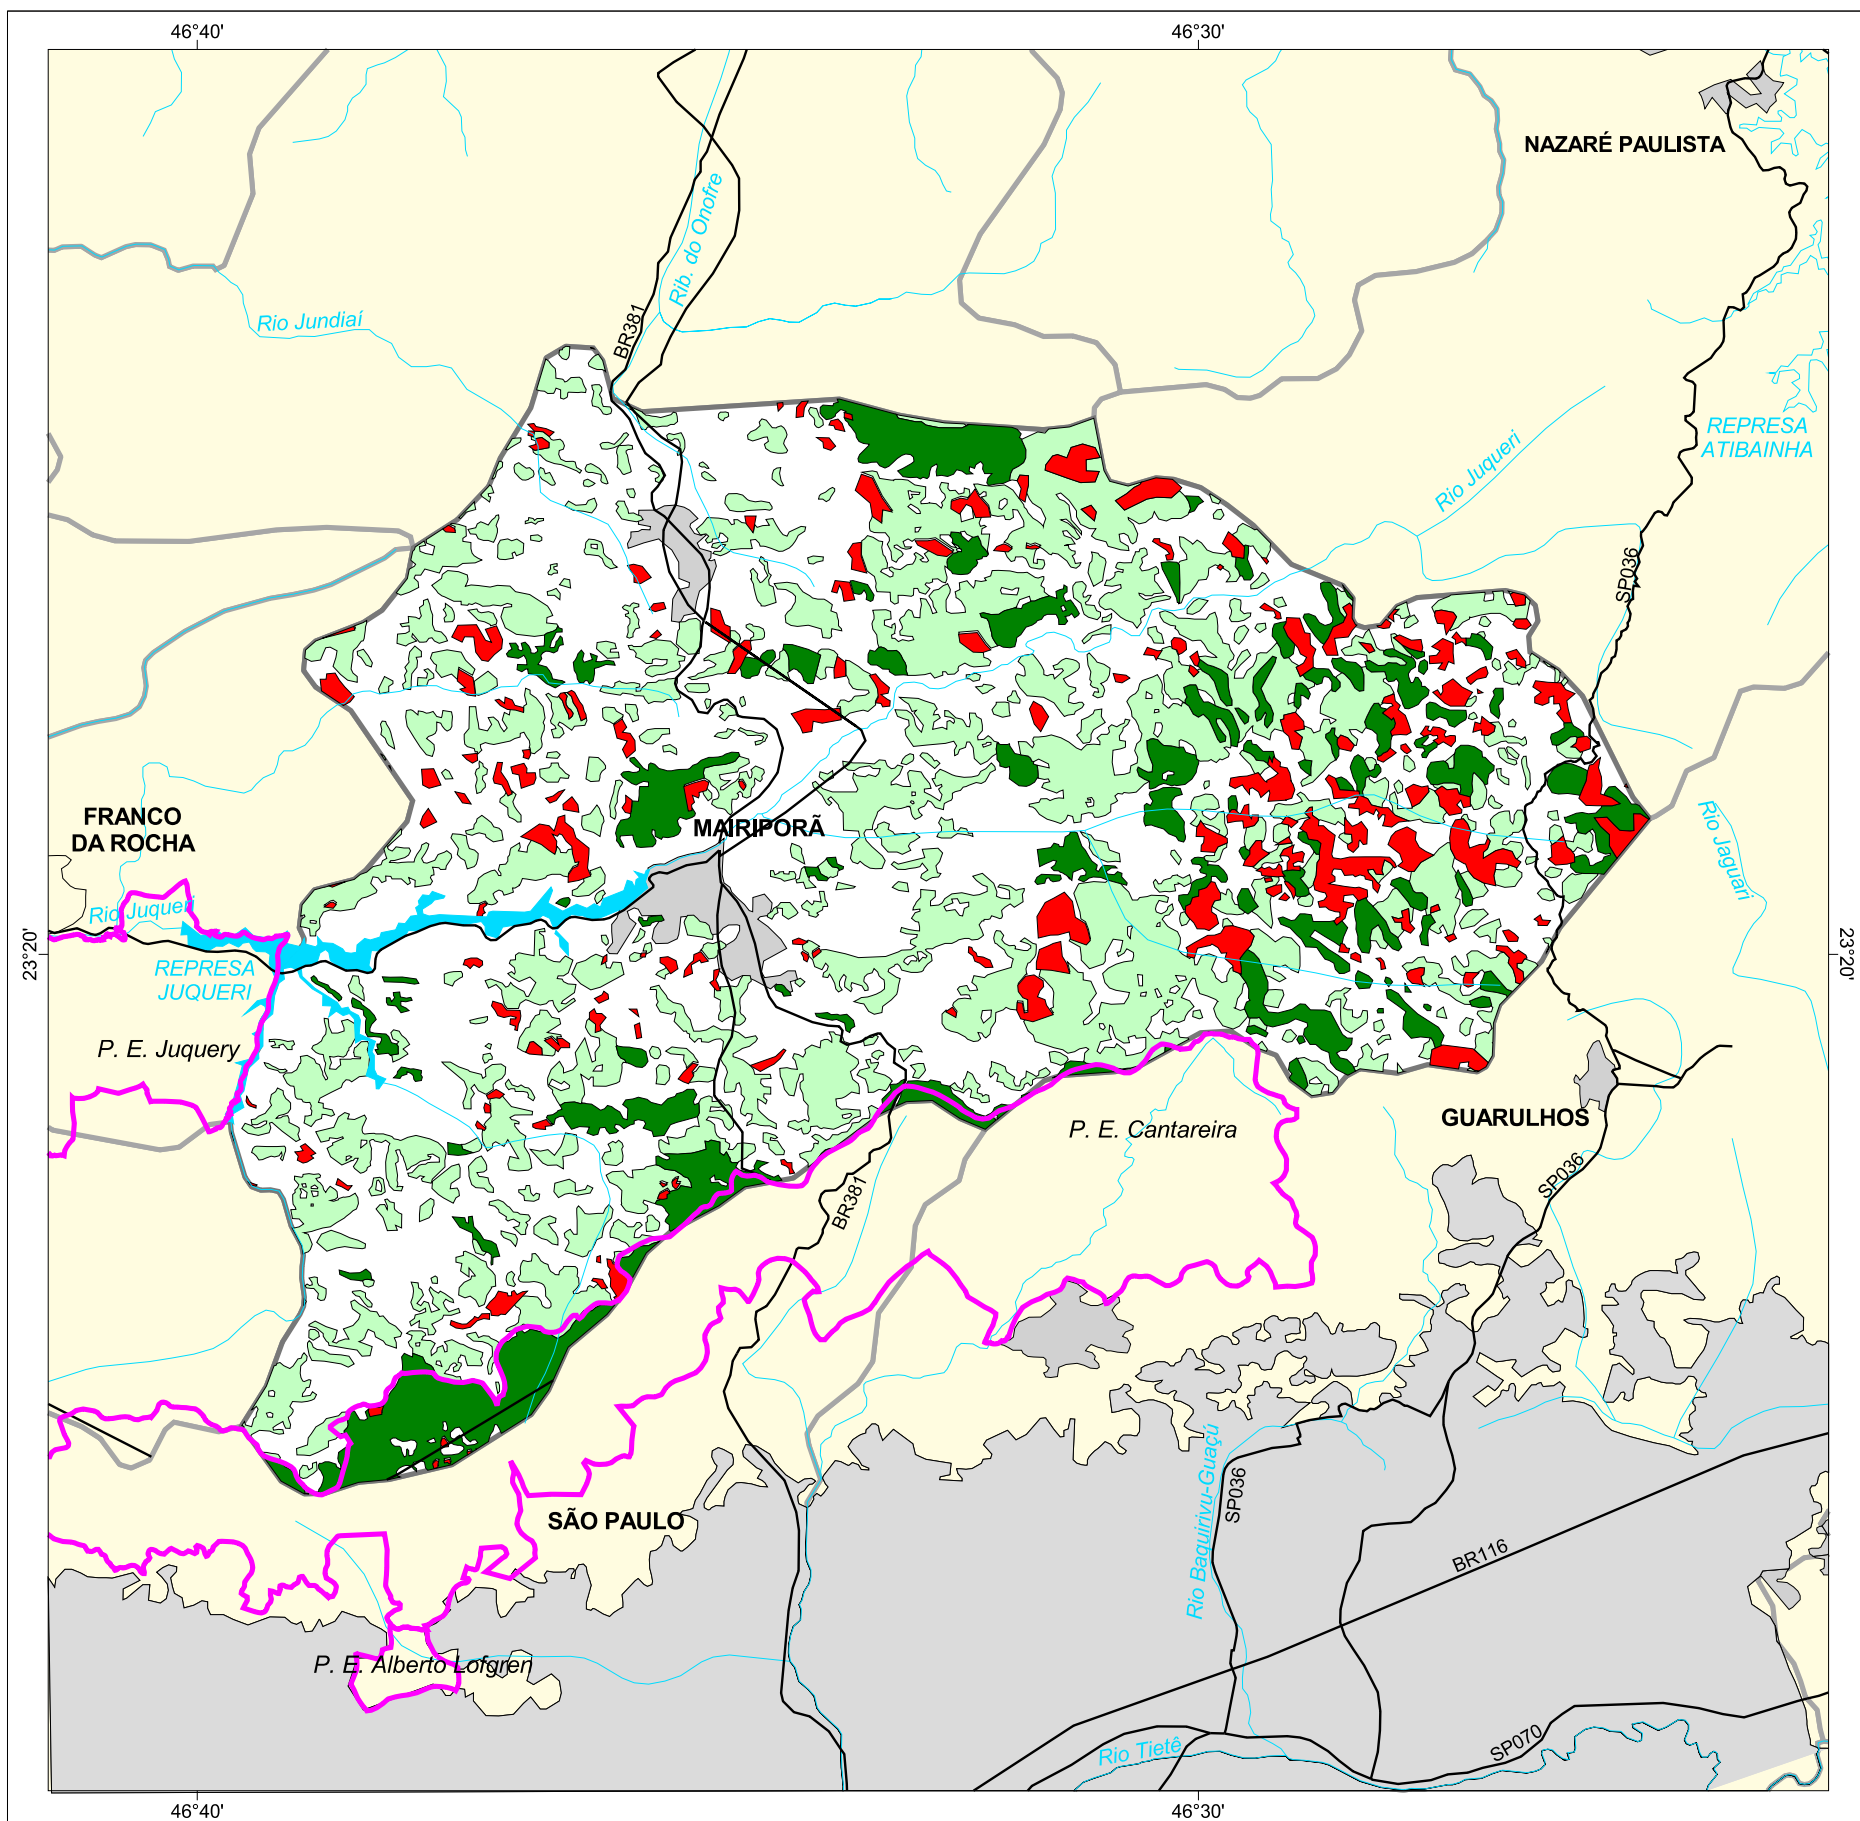 46°40'
46°30'
NAZARÉ PAULISTA
Rib. do Onofre
Rio Jundiaí
BR381
REPRESA
ATIBAINHA
Rio Juqueri
SP036
FRANCO
DA ROCHA
MAIRIPORÃ
Rio Jaguari
Rio Juqueri
23°20'
23°20'
REPRESA
JUQUERI
P. E. Juquery
P. E. Cantareira
GUARULHOS
SP036
BR381
Rio Baquirivu-Guaçú
SP036
SÃO PAULO
BR116
P. E. Alberto Lofgren
Rio Tietê
SP070
46°40'
46°30'